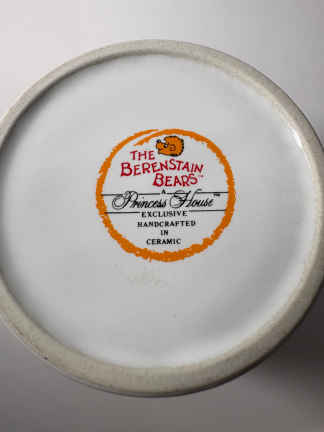 THE
BERENSTAIN
BEARS™
A
Princess House™
EXCLUSIVE
HANDCRAFTED
IN
CERAMIC